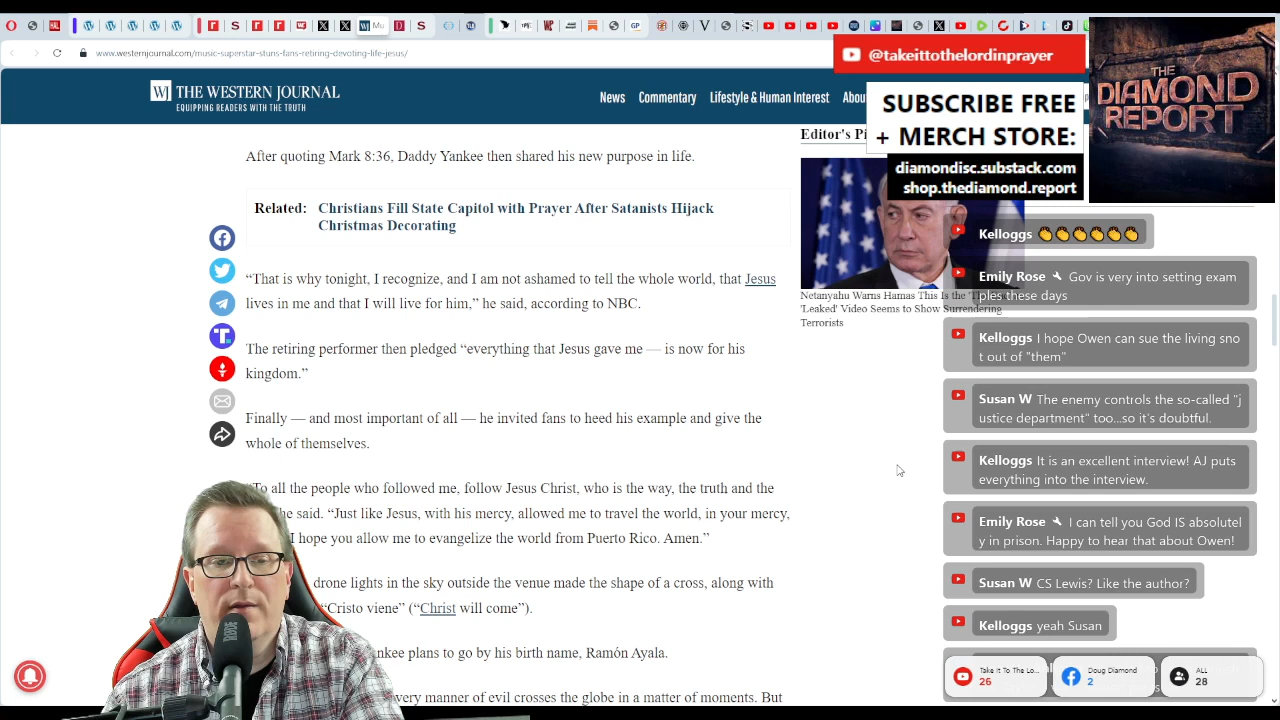 www.westernjournal.com/music-superstar-stuns-fans-retiring-devoting-life-jesus/
@takeittothelordinprayer
THE
DIAMOND
REPORT
SUBSCRIBE FREE
+ MERCH STORE:
diamondisc.substack.com
shop.thediamond.report
WJ THE WESTERN JOURNAL
EQUIPPING READERS WITH THE TRUTH
News Commentary Lifestyle & Human Interest
After quoting Mark 8:36, Daddy Yankee then shared his new purpose in life.
Related: Christians Fill State Capitol with Prayer After Satanists Hijack
Christmas Decorating
“That is why tonight, I recognize, and I am not ashamed to tell the whole world, that Jesus
lives in me and that I will live for him,” he said, according to NBC.
The retiring performer then pledged “everything that Jesus gave me — is now for his
kingdom.”
Finally — and most important of all — he invited fans to heed his example and give the
whole of themselves.
“To all the people who followed me, follow Jesus Christ, who is the way, the truth and the
he said. “Just like Jesus, with his mercy, allowed me to travel the world, in your mercy,
I hope you allow me to evangelize the world from Puerto Rico. Amen.”
drone lights in the sky outside the venue made the shape of a cross, along with
“Cristo viene” (“Christ will come”).
nkee plans to go by his birth name, Ramón Ayala.
very manner of evil crosses the globe in a matter of moments. But
Editor's Pi
Netanyahu Warns Hamas This Is the
'Leaked' Video Seems to Show Surrendering
Terrorists
Kelloggs 👏👏👏👏👏👏
Emily Rose Gov is very into setting exam
ples these days
Kelloggs I hope Owen can sue the living sno
t out of "them"
Susan W The enemy controls the so-called "j
ustice department" too...so it's doubtful.
Kelloggs It is an excellent interview! AJ puts
everything into the interview.
Emily Rose I can tell you God IS absolutel
y in prison. Happy to hear that about Owen!
Susan W CS Lewis? Like the author?
Kelloggs yeah Susan
Take It To The Lo...
26
Doug Diamond
2
ALL
28
RØDE